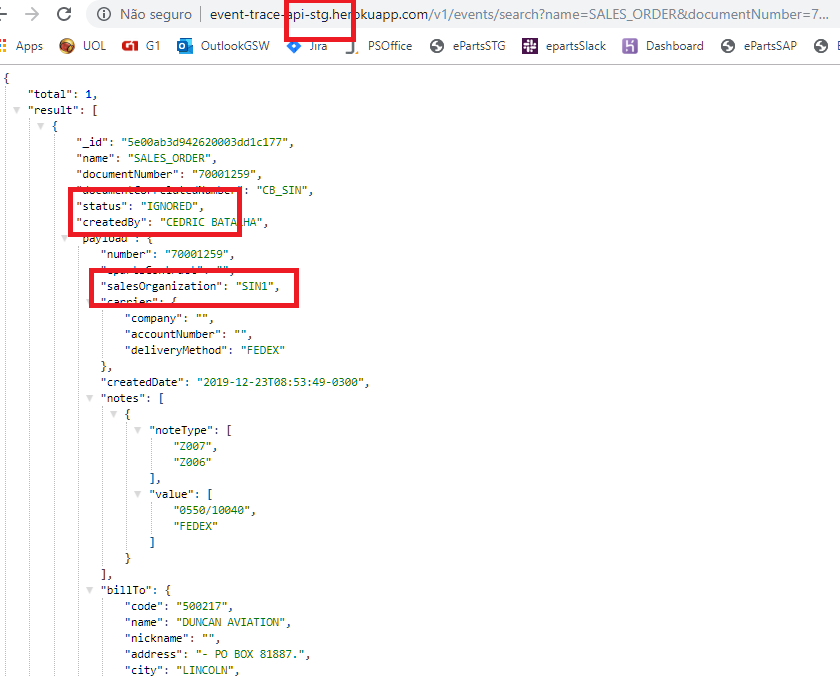 Não seguro | event-trace-api-stg.herokuapp.com/v1/events/search?name=SALES_ORDER&documentNumber=7...
Apps UOL G1 G1 OutlookGSW Jira PSOffice ePartsSTG epartsSlack Dashboard ePartsSAP
{
"total": 1,
"result": [
{
"_id": "5e00ab3d942620003dd1c177",
"name": "SALES_ORDER",
"documentNumber": "70001259",
"documentCorrelatedNumber": "CB_SIN",
"status": "IGNORED",
"createdBy": "CEDRIC BATALHA",
"payload": {
"number": "70001259",
"epartsContract": "",
"salesOrganization": "SIN1",
"carrier": {
"company": "",
"accountNumber": "",
"deliveryMethod": "FEDEX"
},
"createdDate": "2019-12-23T08:53:49-0300",
"notes": [
{
"noteType": [
"Z007",
"Z006"
],
"value": [
"0550/10040",
"FEDEX"
]
}
],
"billTo": {
"code": "500217",
"name": "DUNCAN AVIATION",
"nickname": "",
"address": "- PO BOX 81887.",
"city": "LINCOLN",